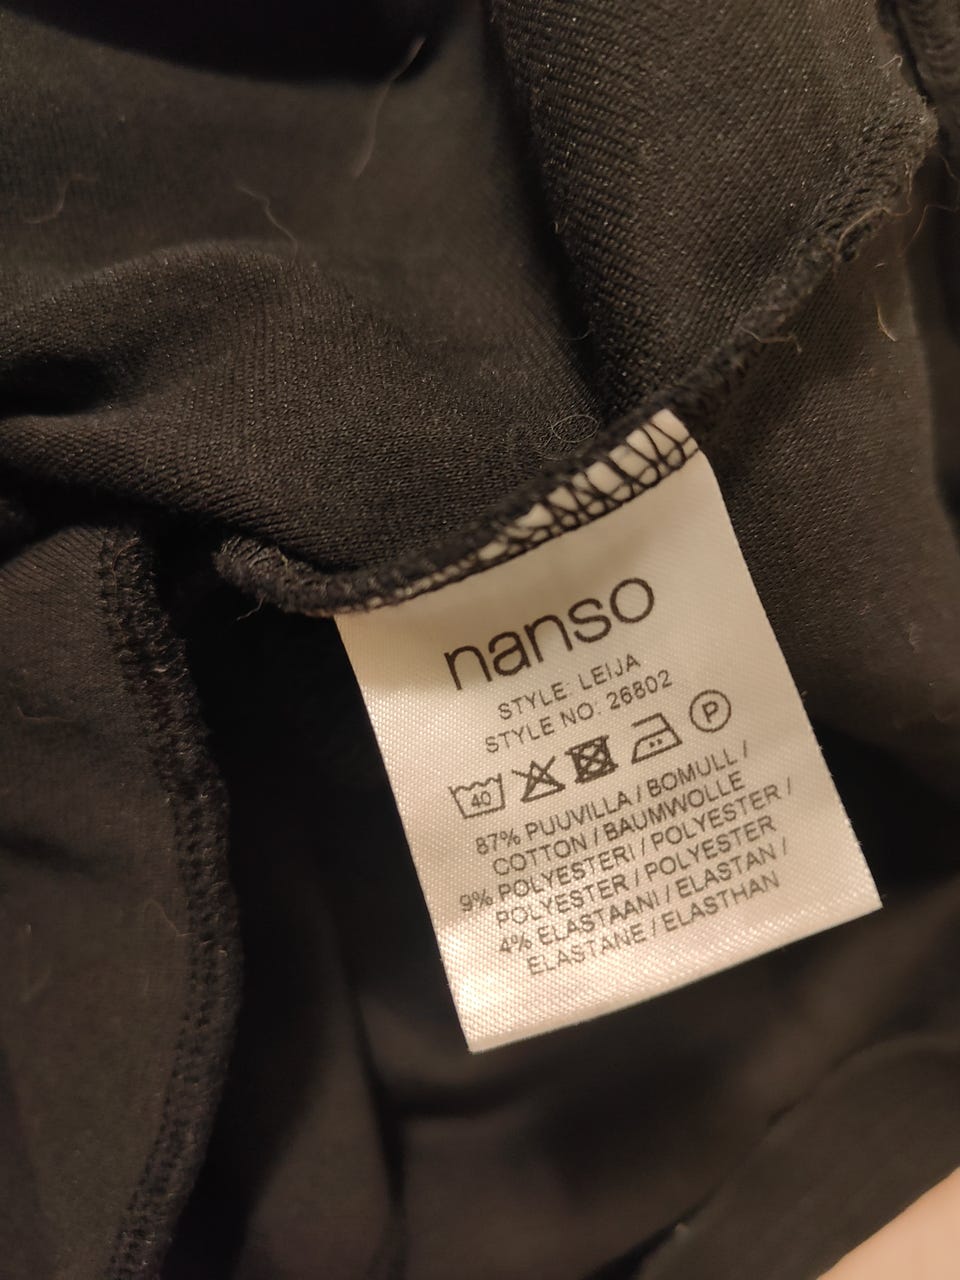 nanso
STYLE: LEIJA
STYLE NO: 26802
40 P
87% PUUVILLA / BOMULL /
COTTON / BAUMWOLLE
9% POLYESTERI / POLYESTER /
POLYESTER / POLYESTER
4% ELASTAANI / ELASTAN /
ELASTANE / ELASTHAN